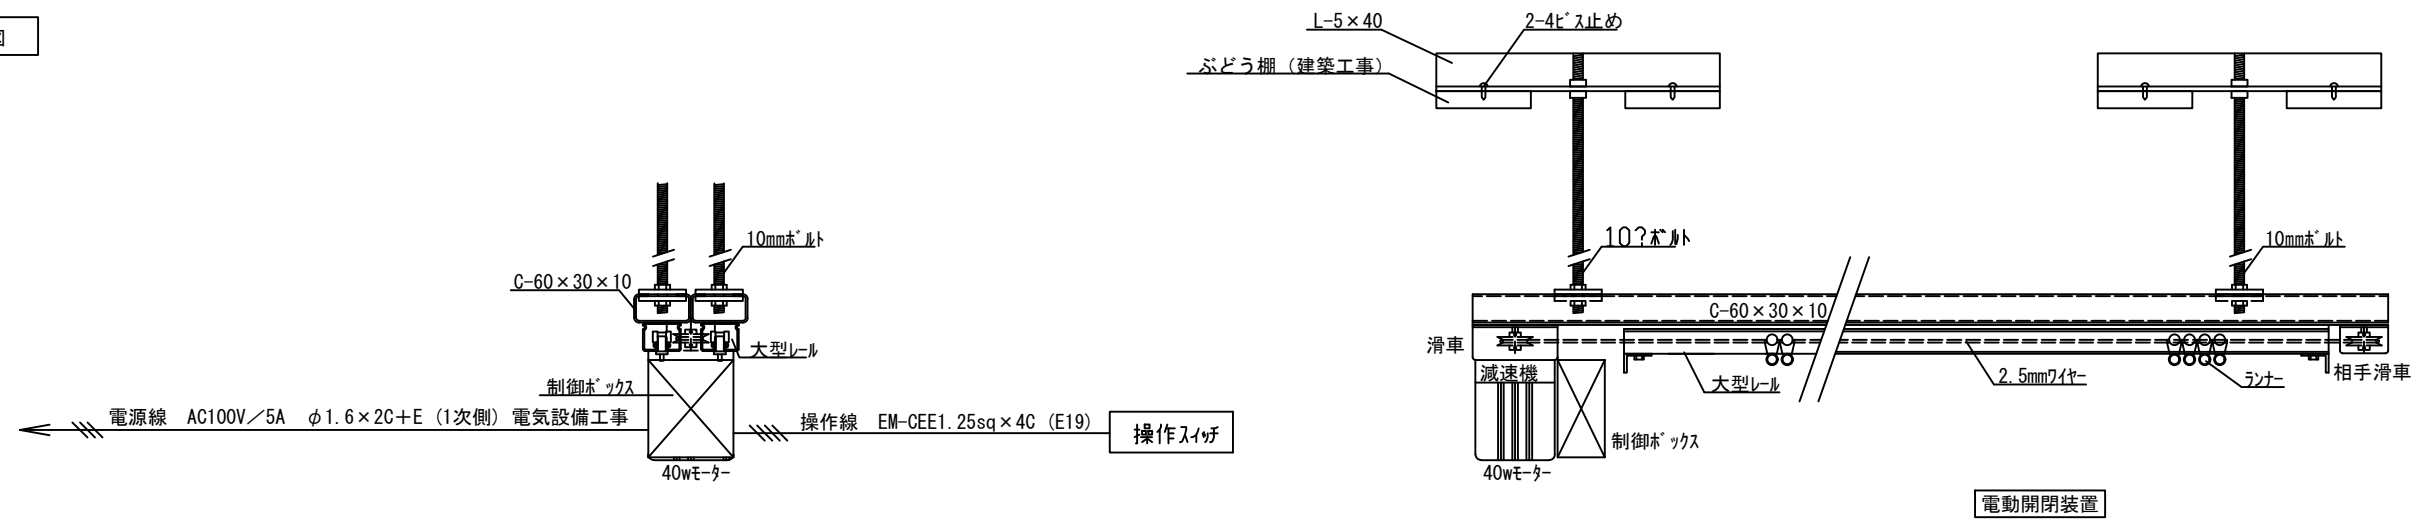 図
L-5×40
2-4ビス止め
ぶどう棚（建築工事）
10mmボルト
10?ボルト
10mmボルト
C-60×30×10
C-60×30×10
大型レール
滑車
制御ボックス
減速機
大型レール
2.5mmワイヤー
ランナー
相手滑車
電源線　AC100V／5A　φ1.6×2C＋E（1次側）電気設備工事
操作線　EM-CEE1.25sq×4C（E19）
操作スイッチ
制御ボックス
40wモーター
40wモーター
電動開閉装置